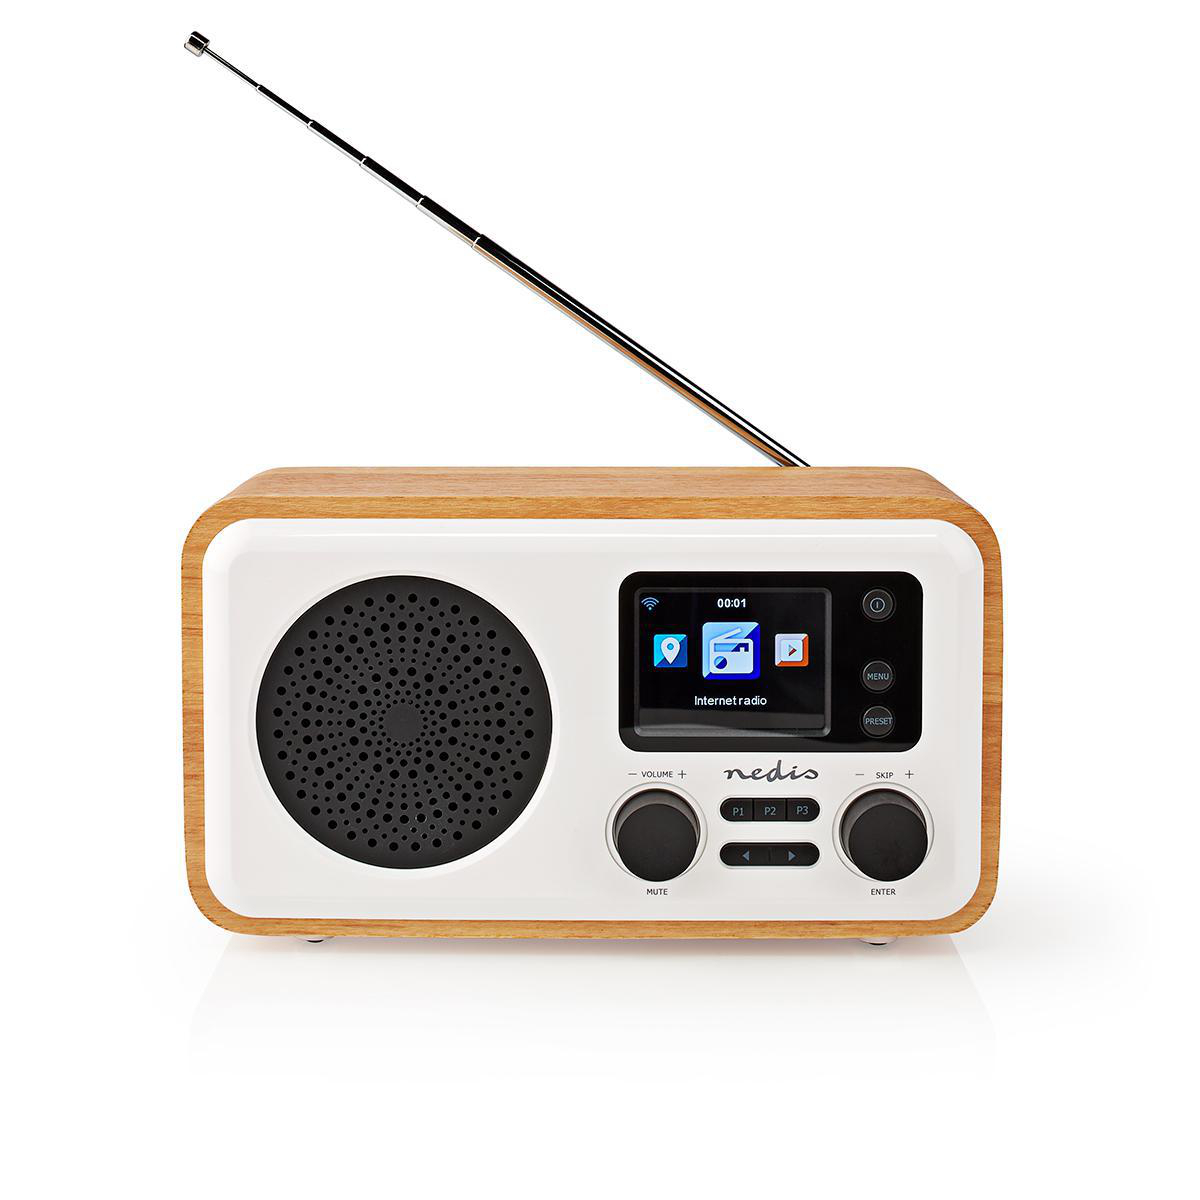 00:01
Internet radio
MENU
PRESET
− VOLUME +
nedis
− SKIP +
P1 P2 P3
MUTE
ENTER